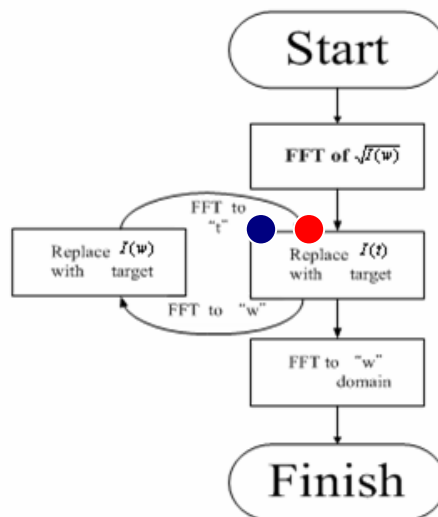 Start
FFT of √I(w)
FFT to
"t"
Replace I(w)
with target
Replace I(t)
with target
FFT to "w"
FFT to "w"
domain
Finish